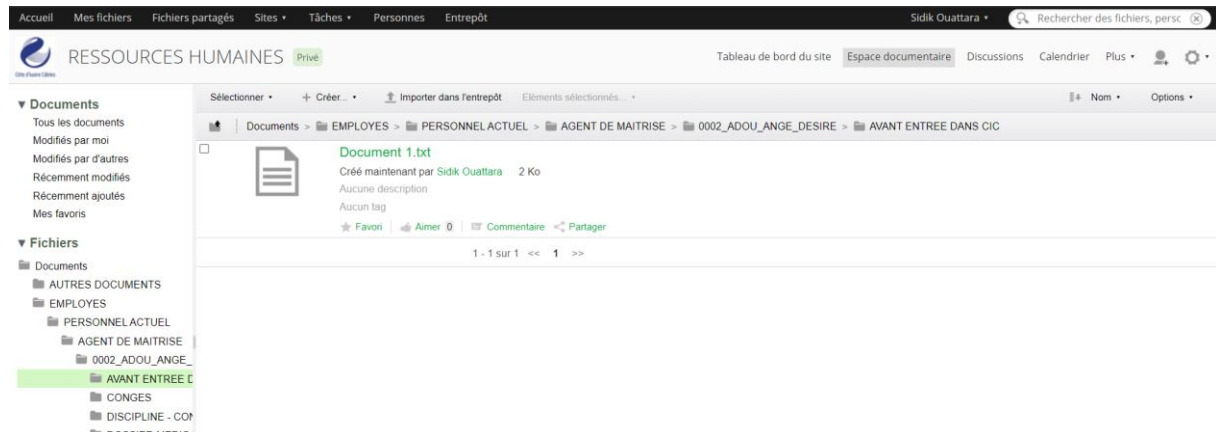 Accueil Mes fichiers Fichiers partagés Sites Tâches Personnes Entrepôt Sidik Ouattara Rechercher des fichiers, persc
RESSOURCES HUMAINES Privé Tableau de bord du site Espace documentaire Discussions Calendrier Plus
Sélectionner + Créer... Importer dans l'entrepôt Eléments sélectionnés... Nom Options
Documents > EMPLOYES > PERSONNEL ACTUEL > AGENT DE MAITRISE > 0002_ADOU_ANGE_DESIRE > AVANT ENTREE DANS CIC
Documents
Tous les documents
Modifiés par moi
Modifiés par d'autres
Récemment modifiés
Récemment ajoutés
Mes favoris
Fichiers
Documents
AUTRES DOCUMENTS
EMPLOYES
PERSONNEL ACTUEL
AGENT DE MAITRISE
0002_ADOU_ANGE_
AVANT ENTREE D
CONGES
DISCIPLINE - CON
Document 1.txt
Créé maintenant par Sidik Ouattara 2 Ko
Aucune description
Aucun tag
Favori Aimer 0 Commentaire Partager
1 - 1 sur 1 << 1 >>